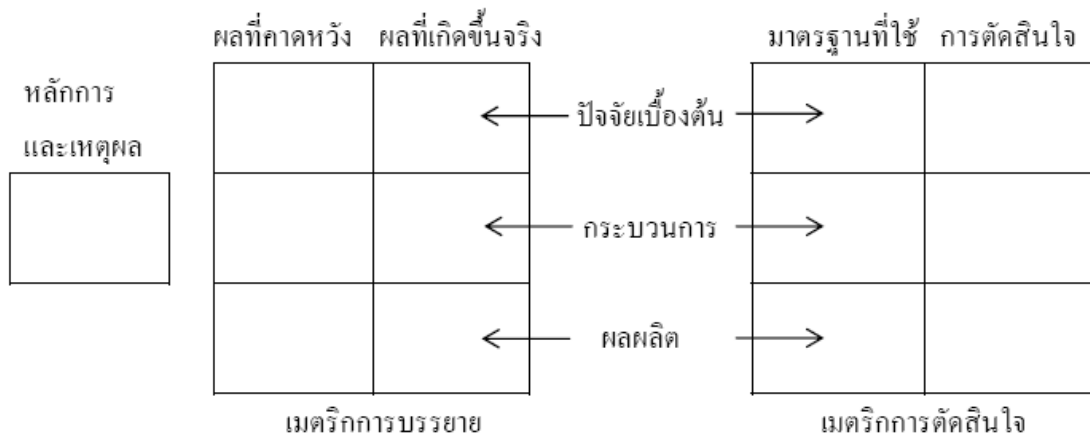 ผลที่คาดหวัง ผลที่เกิดขึ้นจริง มาตรฐานที่ใช้ การตัดสินใจ
หลักการ
และเหตุผล
ปัจจัยเบื้องต้น
กระบวนการ
ผลผลิต
เมตริกการบรรยาย เมตริกการตัดสินใจ